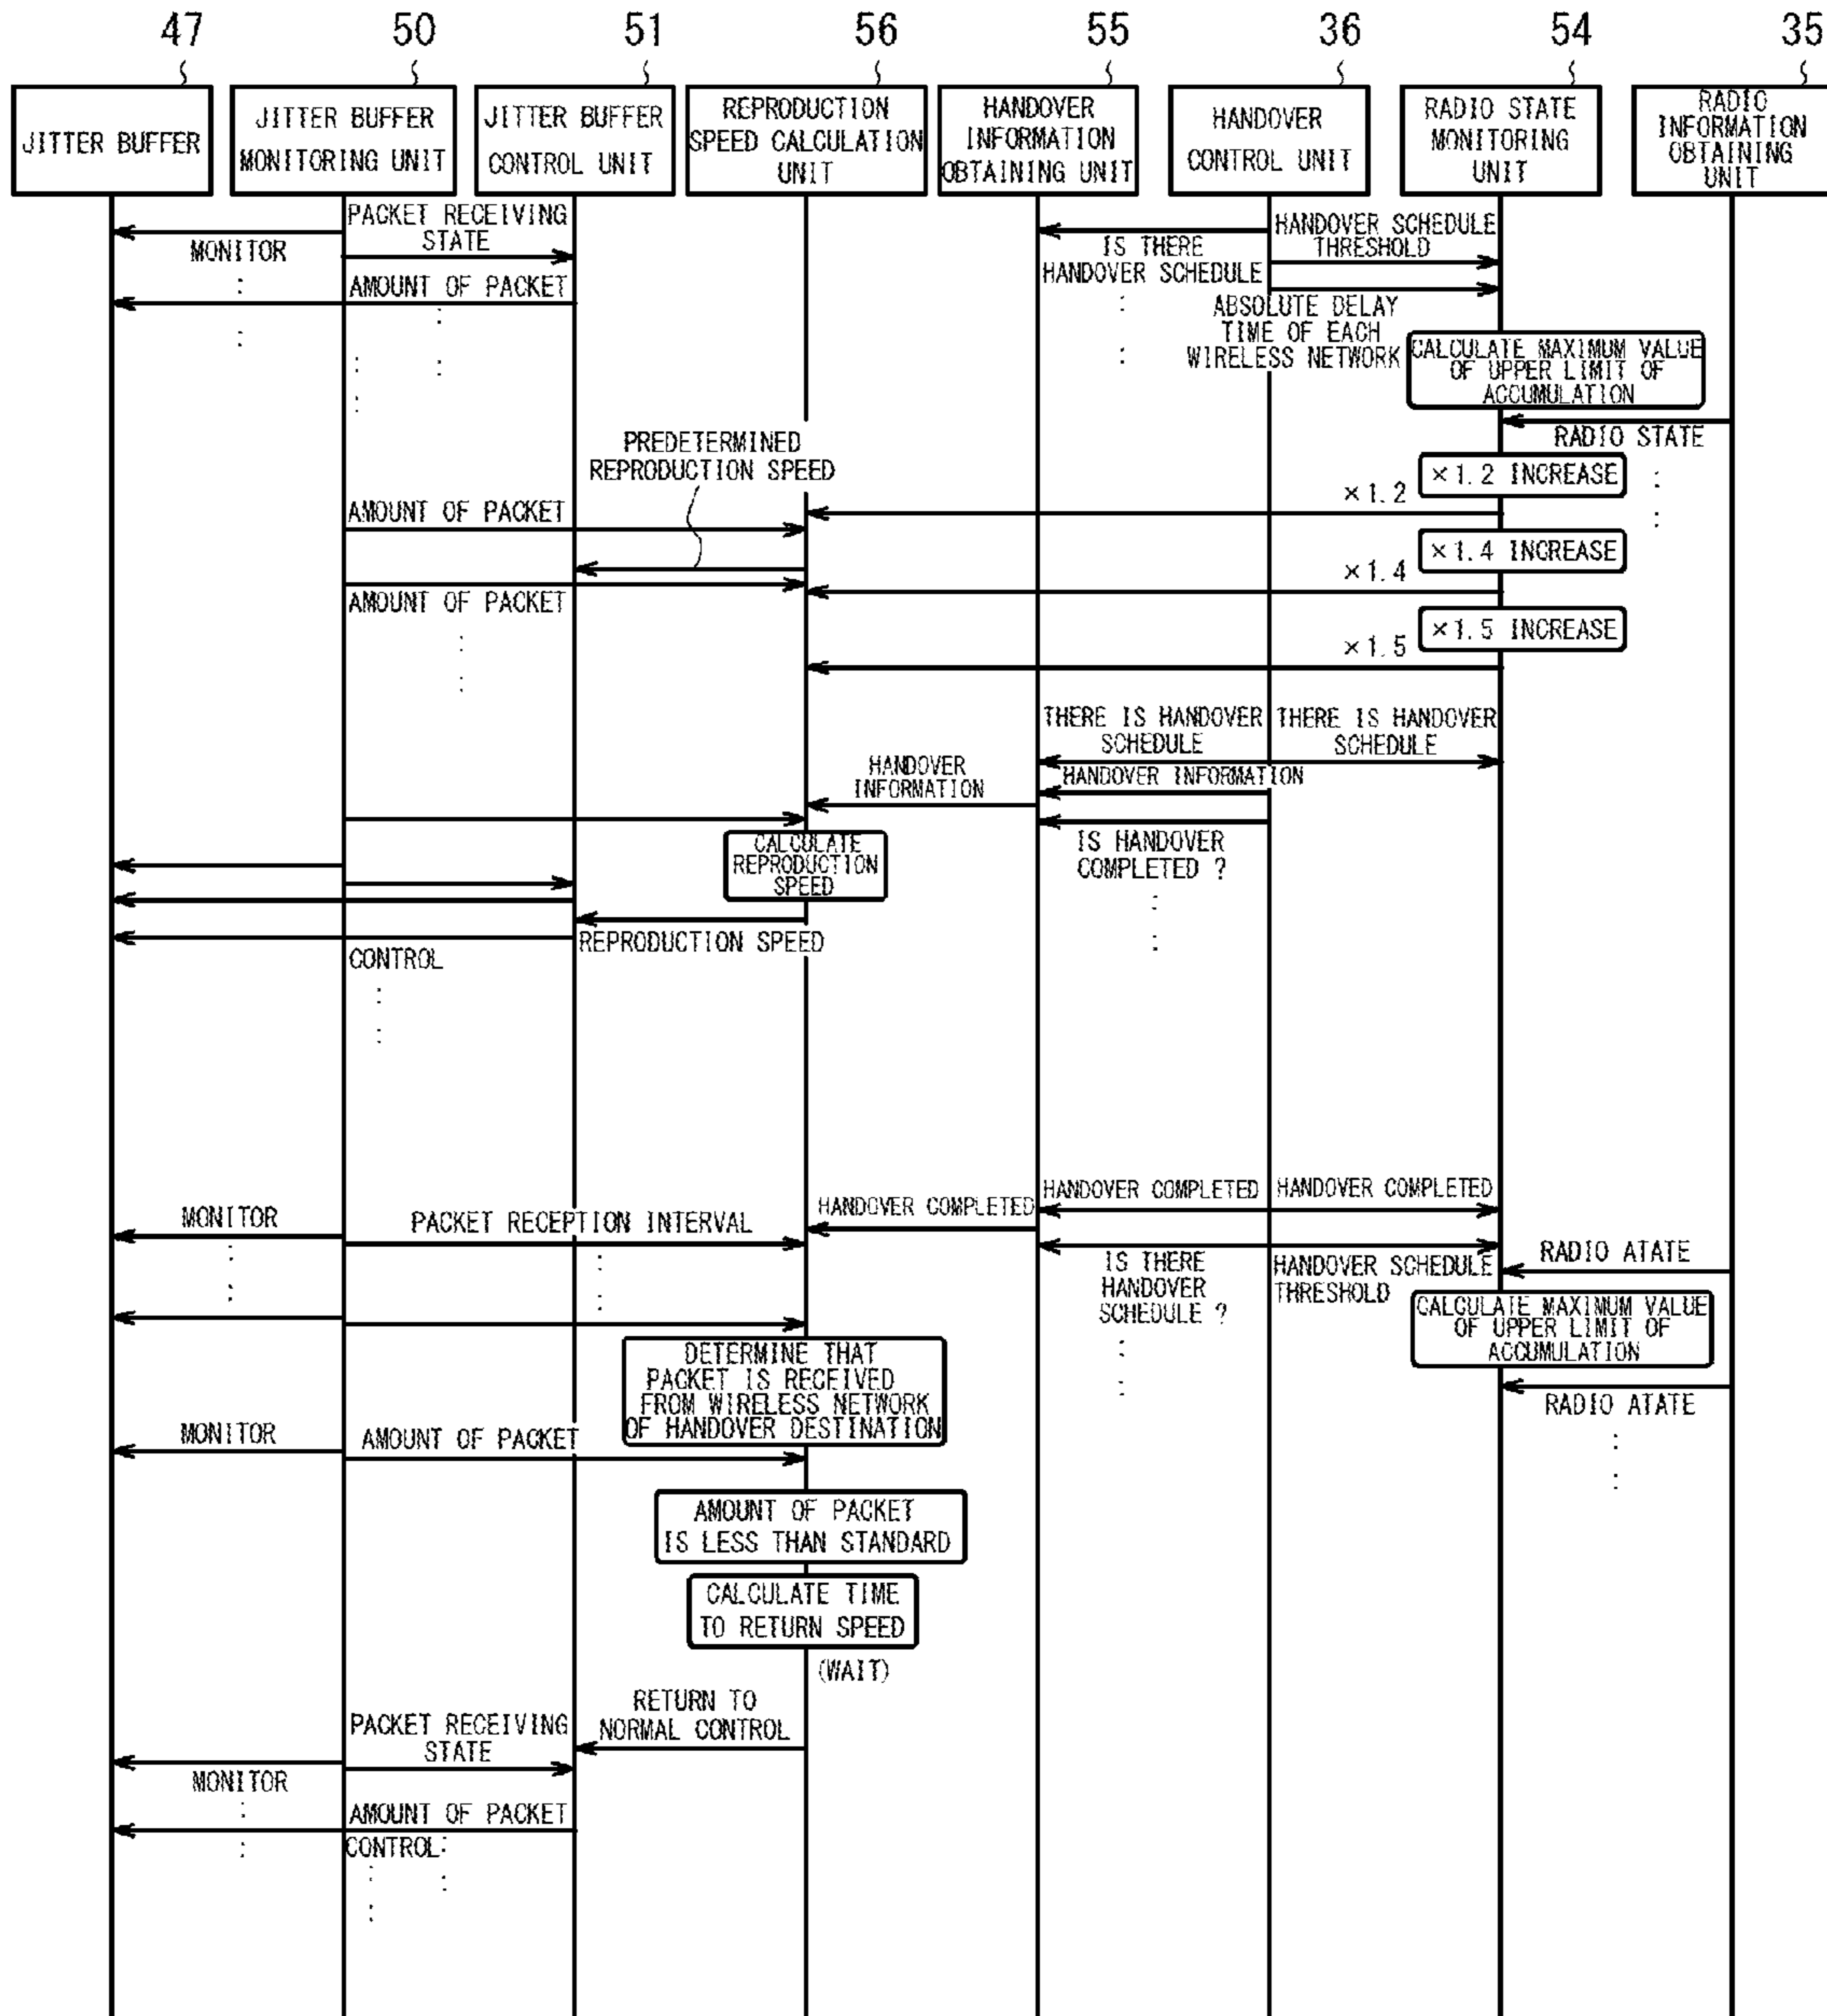 47
50
51
56
55
36
54
35
JITTER BUFFER
JITTER BUFFER
MONITORING UNIT
JITTER BUFFER
CONTROL UNIT
REPRODUCTION
SPEED CALCULATION
UNIT
HANDOVER
INFORMATION
OBTAINING UNIT
HANDOVER
CONTROL UNIT
RADIO STATE
MONITORING
UNIT
RADIO
INFORMATION
OBTAINING
UNIT
PACKET RECEIVING
STATE
MONITOR
AMOUNT OF PACKET
HANDOVER SCHEDULE
THRESHOLD
IS THERE
HANDOVER SCHEDULE
ABSOLUTE DELAY
TIME OF EACH
WIRELESS NETWORK
CALCULATE MAXIMUM VALUE
OF UPPER LIMIT OF
ACCUMULATION
RADIO STATE
PREDETERMINED
REPRODUCTION SPEED
×1.2 INCREASE
×1.2
AMOUNT OF PACKET
×1.4 INCREASE
×1.4
AMOUNT OF PACKET
×1.5 INCREASE
×1.5
THERE IS HANDOVER
SCHEDULE
THERE IS HANDOVER
SCHEDULE
HANDOVER
INFORMATION
HANDOVER INFORMATION
CALCULATE
REPRODUCTION
SPEED
IS HANDOVER
COMPLETED ?
REPRODUCTION SPEED
CONTROL
HANDOVER COMPLETED
HANDOVER COMPLETED
HANDOVER COMPLETED
MONITOR
PACKET RECEPTION INTERVAL
IS THERE
HANDOVER
SCHEDULE ?
HANDOVER SCHEDULE
THRESHOLD
RADIO ATATE
CALCULATE MAXIMUM VALUE
OF UPPER LIMIT OF
ACCUMULATION
DETERMINE THAT
PACKET IS RECEIVED
FROM WIRELESS NETWORK
OF HANDOVER DESTINATION
RADIO ATATE
MONITOR
AMOUNT OF PACKET
AMOUNT OF PACKET
IS LESS THAN STANDARD
CALCULATE TIME
TO RETURN SPEED
(WAIT)
RETURN TO
NORMAL CONTROL
PACKET RECEIVING
STATE
MONITOR
AMOUNT OF PACKET
CONTROL